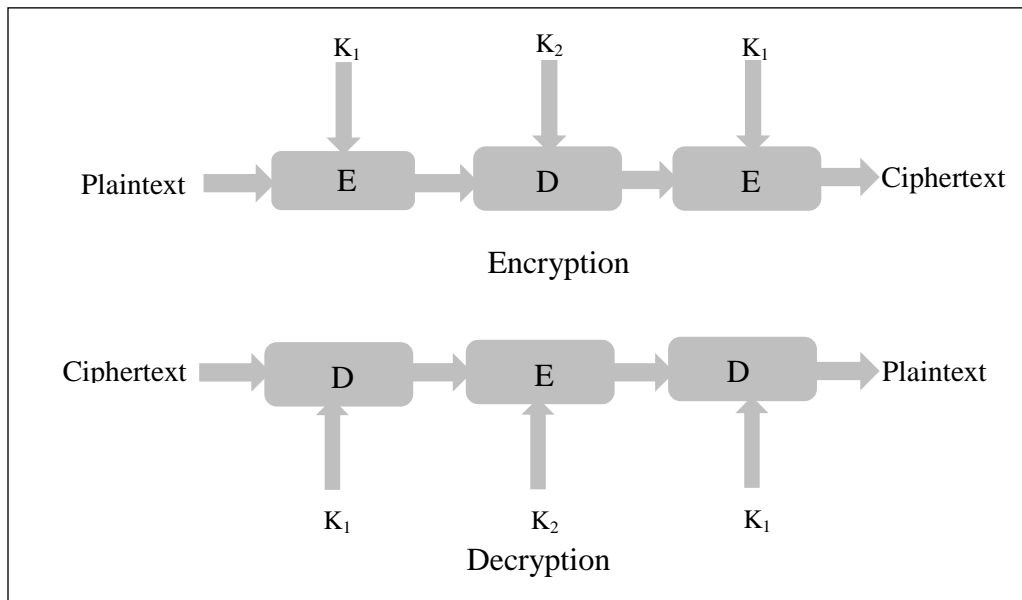 K₁ K₂ K₁
Plaintext E D E Ciphertext
Encryption
Ciphertext D E D Plaintext
K₁ K₂ K₁
Decryption